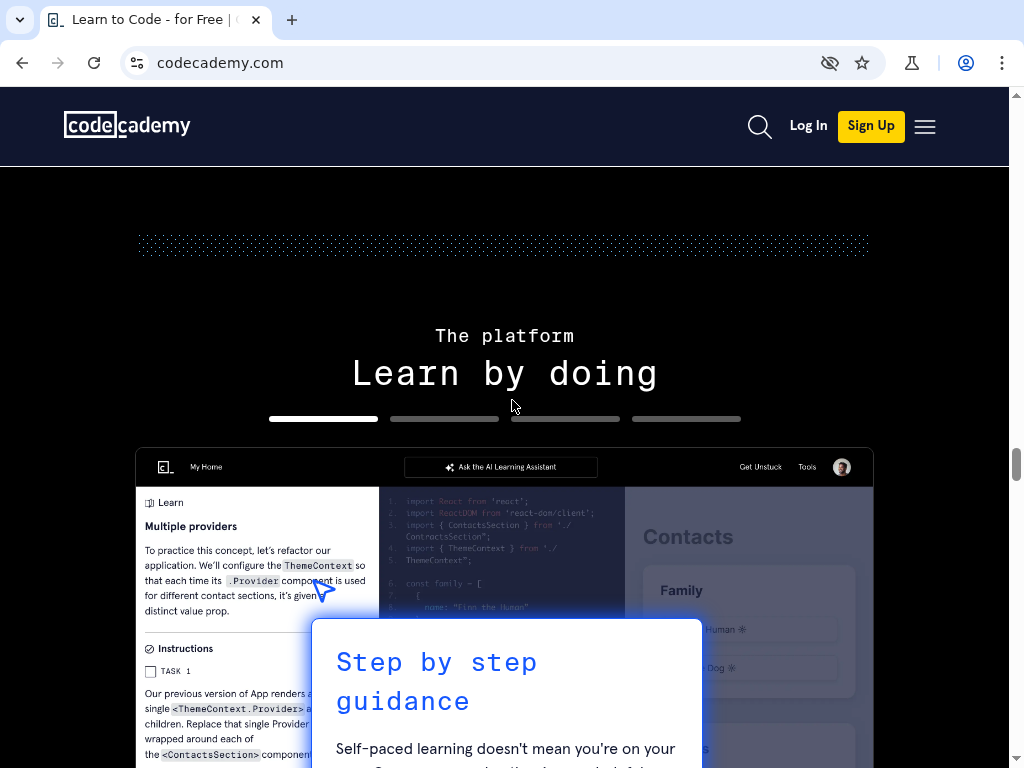 Learn to Code - for Free |
codecademy.com
codecademy
Log In
Sign Up
The platform
Learn by doing
c_
My Home
Ask the AI Learning Assistant
Get Unstuck
Tools
Learn
Multiple providers
To practice this concept, let's refactor our
application. We'll configure the ThemeContext so
that each time its .Provider component is used
for different contact sections, it's given a
distinct value prop.
Instructions
TASK 1
Our previous version of App renders a
single <ThemeContext.Provider> a
children. Replace that single Provider
wrapped around each of
the <ContactsSection> component
1. import React from 'react';
2. import ReactDOM from 'react-dom/client';
3. import { ContactsSection } from './
ContractsSection";
4. import { ThemeContext } from './
5. ThemeContext";
6. const family - [
7. {
8. name: "Finn the Human"
Contacts
Family
Human
Dog
s
Step by step
guidance
Self-paced learning doesn't mean you're on your